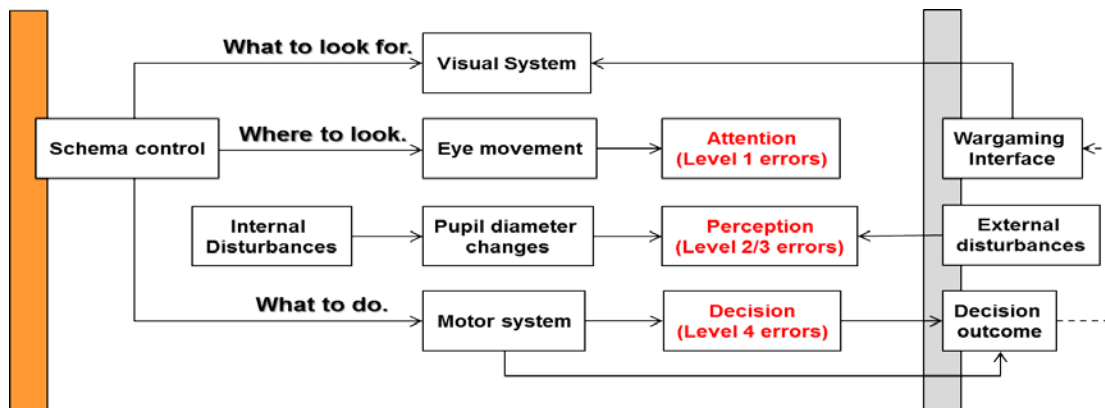 What to look for.
Visual System
Schema control
Where to look.
Eye movement
Attention
(Level 1 errors)
Wargaming
Interface
Internal
Disturbances
Pupil diameter
changes
Perception
(Level 2/3 errors)
External
disturbances
What to do.
Motor system
Decision
(Level 4 errors)
Decision
outcome